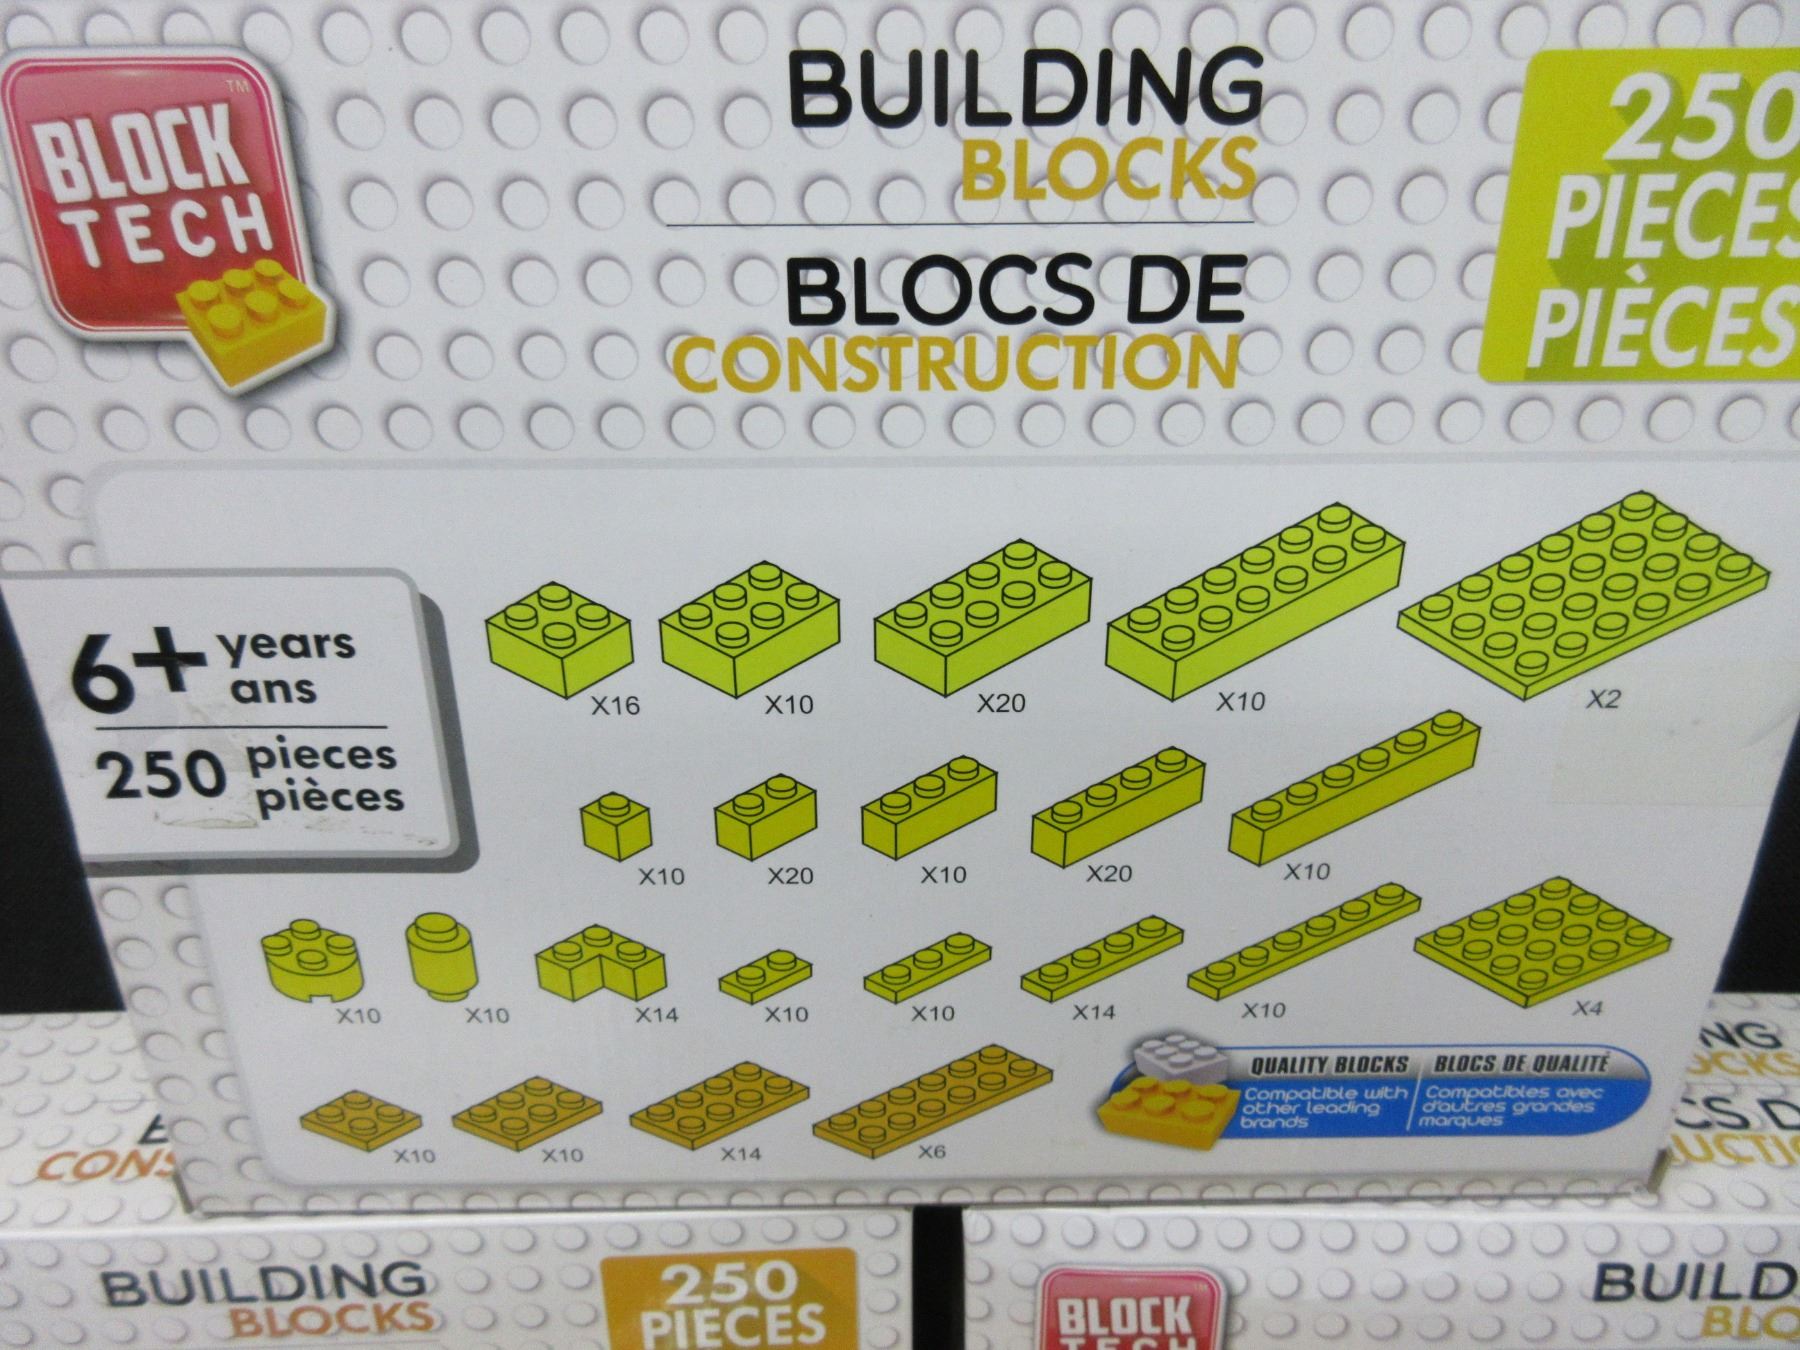 BLOCK
TECH
TM
BUILDING
BLOCKS
BLOCS DE
CONSTRUCTION
250
PIECES
PIÈCES
6+ years
ans
250 pieces
pièces
X16
X10
X20
X10
X2
X10
X20
X10
X20
X10
X10
X10
X14
X10
X10
X14
X10
X4
X10
X10
X14
X6
QUALITY BLOCKS
Compatible with
other leading
brands
BLOCS DE QUALITÉ
Compatibles avec
d'autres grandes
marques
BUILDING
BLOCKS
250
PIECES
BLOCK
TECH